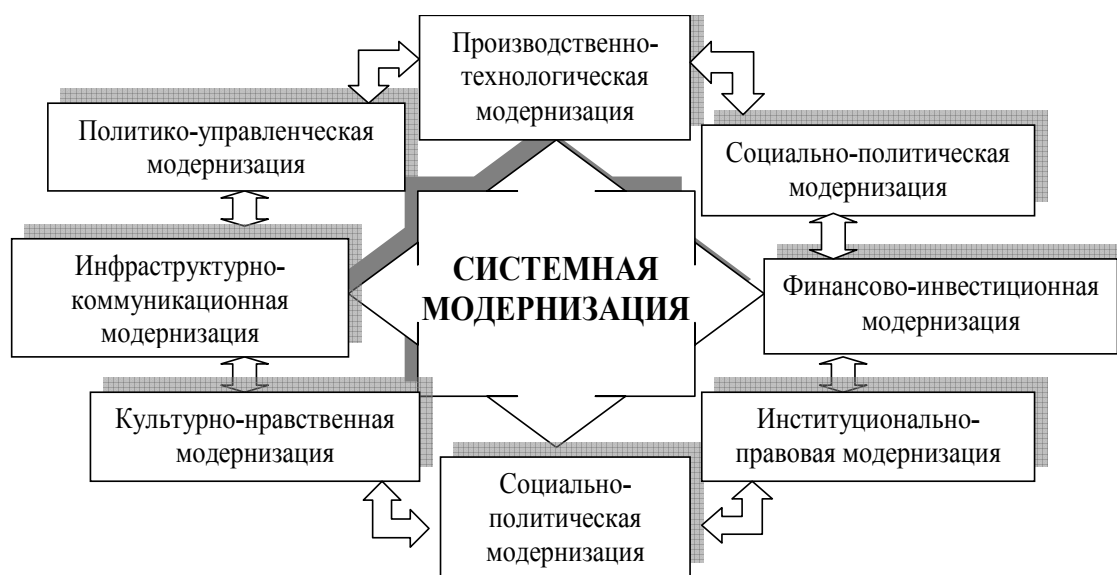 Производственно-
технологическая
модернизация
Политико-управленческая
модернизация
Социально-политическая
модернизация
Инфраструктурно-
коммуникационная
модернизация
СИСТЕМНАЯ
МОДЕРНИЗАЦИЯ
Финансово-инвестиционная
модернизация
Культурно-нравственная
модернизация
Институционально-
правовая модернизация
Социально-
политическая
модернизация